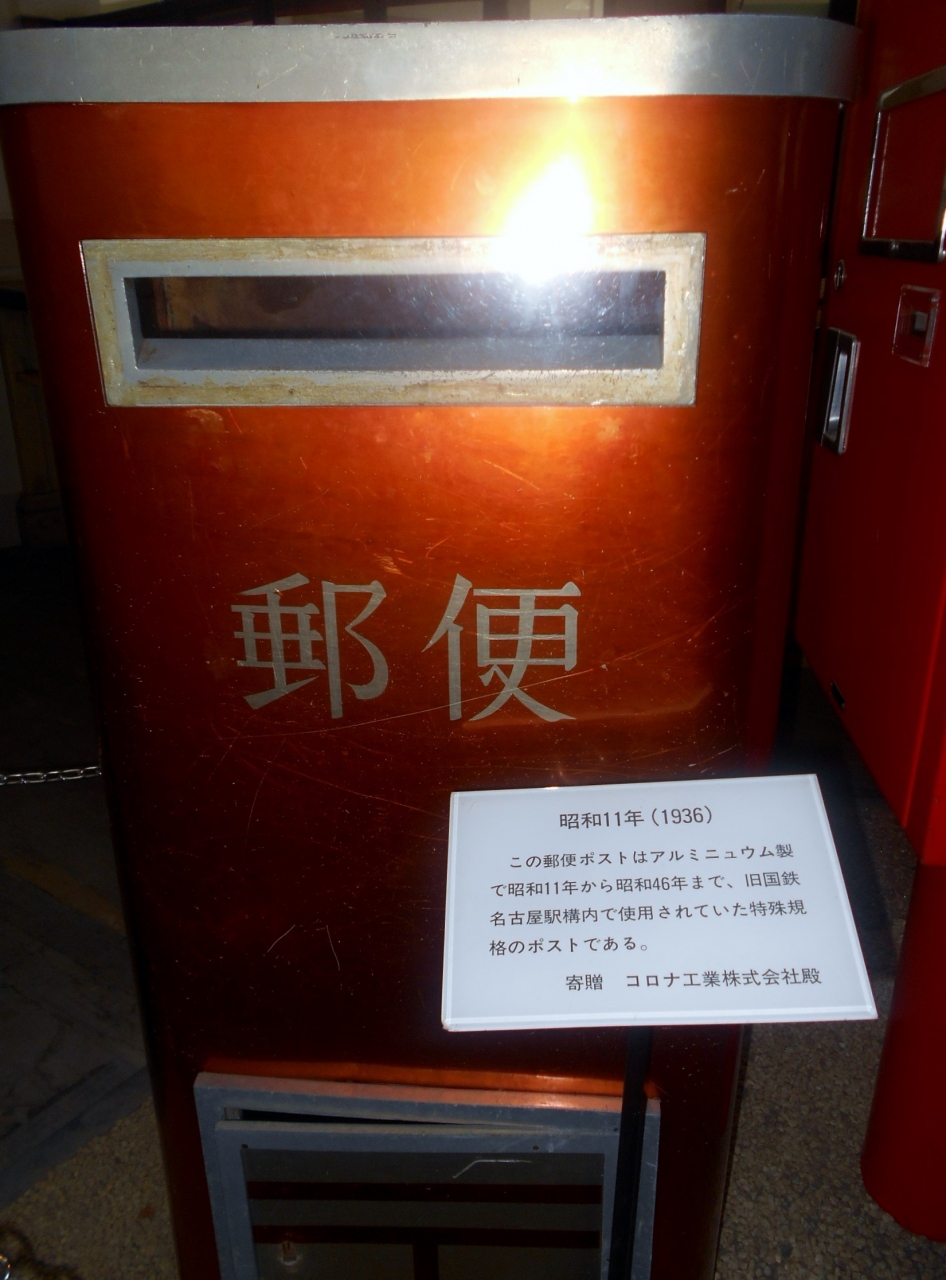 郵便
昭和11年(1936)
この郵便ポストはアルミニュウム製
で昭和11年から昭和46年まで、旧国鉄
名古屋駅構内で使用されていた特殊規
格のポストである。
寄贈　コロナ工業株式会社殿